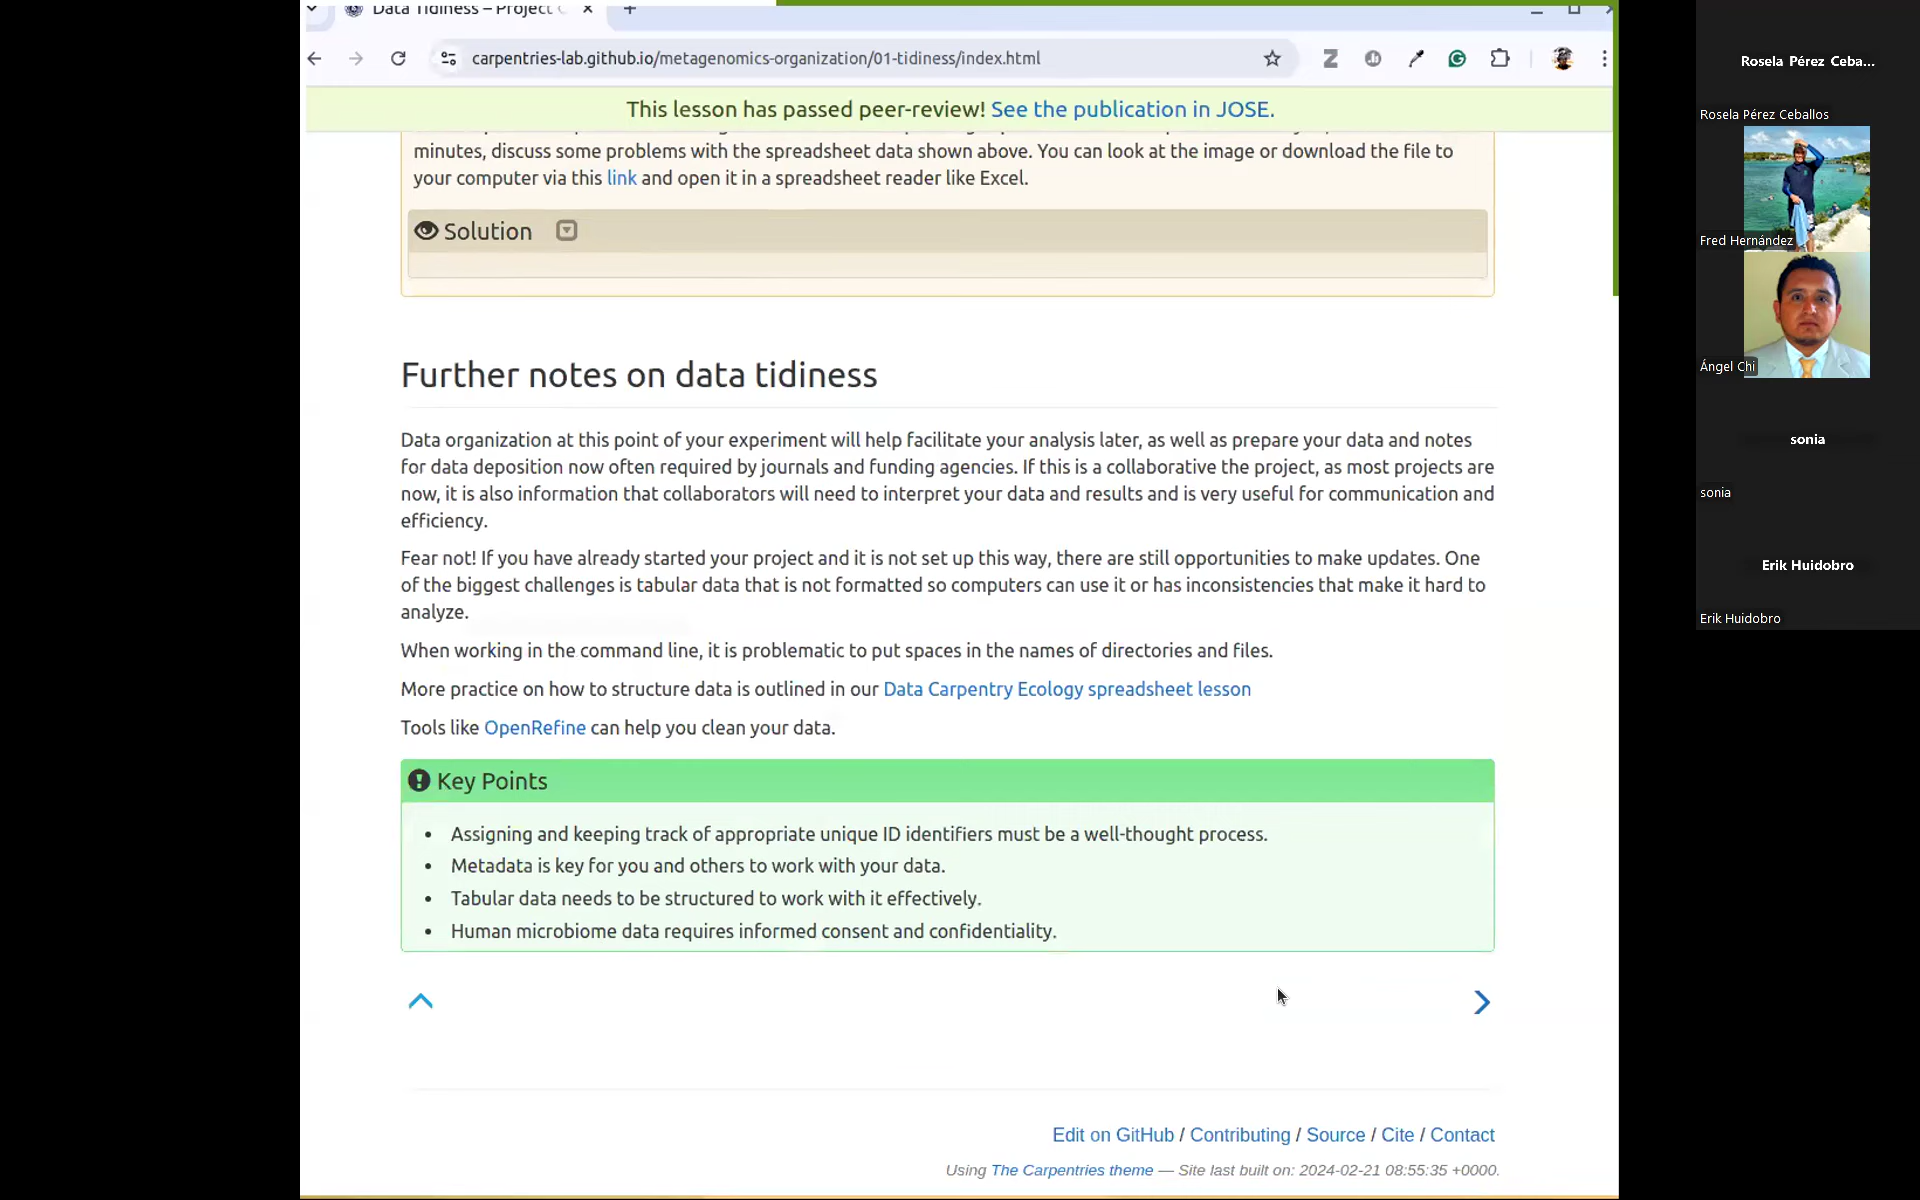 Data Tidiness – Project
carpentries-lab.github.io/metagenomics-organization/01-tidiness/index.html
This lesson has passed peer-review! See the publication in JOSE.
minutes, discuss some problems with the spreadsheet data shown above. You can look at the image or download the file to
your computer via this link and open it in a spreadsheet reader like Excel.
Solution
Further notes on data tidiness
Data organization at this point of your experiment will help facilitate your analysis later, as well as prepare your data and notes
for data deposition now often required by journals and funding agencies. If this is a collaborative the project, as most projects are
now, it is also information that collaborators will need to interpret your data and results and is very useful for communication and
efficiency.
Fear not! If you have already started your project and it is not set up this way, there are still opportunities to make updates. One
of the biggest challenges is tabular data that is not formatted so computers can use it or has inconsistencies that make it hard to
analyze.
When working in the command line, it is problematic to put spaces in the names of directories and files.
More practice on how to structure data is outlined in our Data Carpentry Ecology spreadsheet lesson
Tools like OpenRefine can help you clean your data.
Key Points
• Assigning and keeping track of appropriate unique ID identifiers must be a well-thought process.
• Metadata is key for you and others to work with your data.
• Tabular data needs to be structured to work with it effectively.
• Human microbiome data requires informed consent and confidentiality.
Edit on GitHub / Contributing / Source / Cite / Contact
Using The Carpentries theme — Site last built on: 2024-02-21 08:55:35 +0000.
Rosela Pérez Ceba...
Rosela Pérez Ceballos
Fred Hernández
Ángel Chi
sonia
sonia
Erik Huidobro
Erik Huidobro